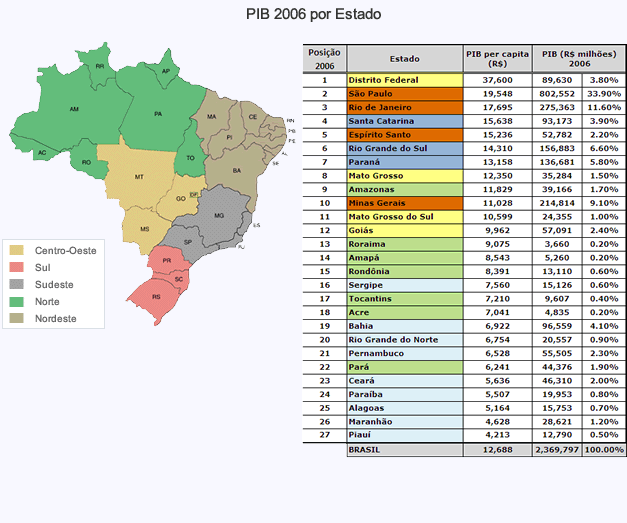 PIB 2006 por Estado
RR
AP
AM
PA
MA
CE
RN
PB
PE
AL
SE
PI
AC
RO
TO
BA
MT
GO
DF
MG
ES
MS
SP
RJ
PR
SC
RS
Centro-Oeste
Sul
Sudeste
Norte
Nordeste
Posição 2006 Estado PIB per capita (R$) PIB (R$ milhões) 2006
1 Distrito Federal 37,600 89,630 3.80%
2 São Paulo 19,548 802,552 33.90%
3 Rio de Janeiro 17,695 275,363 11.60%
4 Santa Catarina 15,638 93,173 3.90%
5 Espírito Santo 15,236 52,782 2.20%
6 Rio Grande do Sul 14,310 156,883 6.60%
7 Paraná 13,158 136,681 5.80%
8 Mato Grosso 12,350 35,284 1.50%
9 Amazonas 11,829 39,166 1.70%
10 Minas Gerais 11,028 214,814 9.10%
11 Mato Grosso do Sul 10,599 24,355 1.00%
12 Goiás 9,962 57,091 2.40%
13 Roraima 9,075 3,660 0.20%
14 Amapá 8,543 5,260 0.20%
15 Rondônia 8,391 13,110 0.60%
16 Sergipe 7,560 15,126 0.60%
17 Tocantins 7,210 9,607 0.40%
18 Acre 7,041 4,835 0.20%
19 Bahia 6,922 96,559 4.10%
20 Rio Grande do Norte 6,754 20,557 0.90%
21 Pernambuco 6,528 55,505 2.30%
22 Pará 6,241 44,376 1.90%
23 Ceará 5,636 46,310 2.00%
24 Paraíba 5,507 19,953 0.80%
25 Alagoas 5,164 15,753 0.70%
26 Maranhão 4,628 28,621 1.20%
27 Piauí 4,213 12,790 0.50%
BRASIL 12,688 2,369,797 100.00%